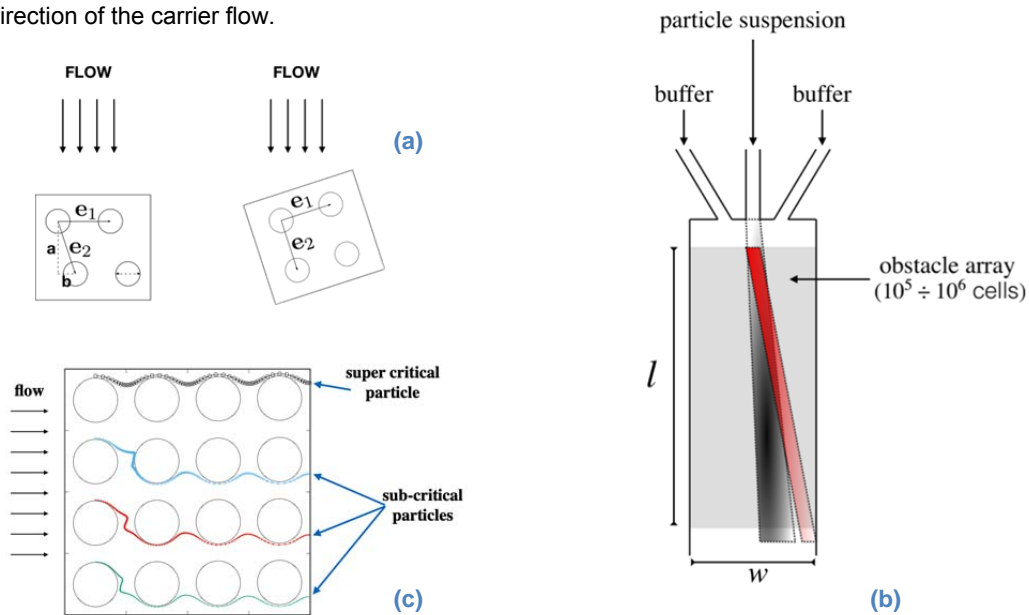 irection of the carrier flow.
FLOW
FLOW
(a)
e1
e2
a
b
e1
e2
flow
super critical
particle
sub-critical
particles
(c)
particle suspension
buffer
buffer
obstacle array
(10⁵ ÷ 10⁶ cells)
l
w
(b)